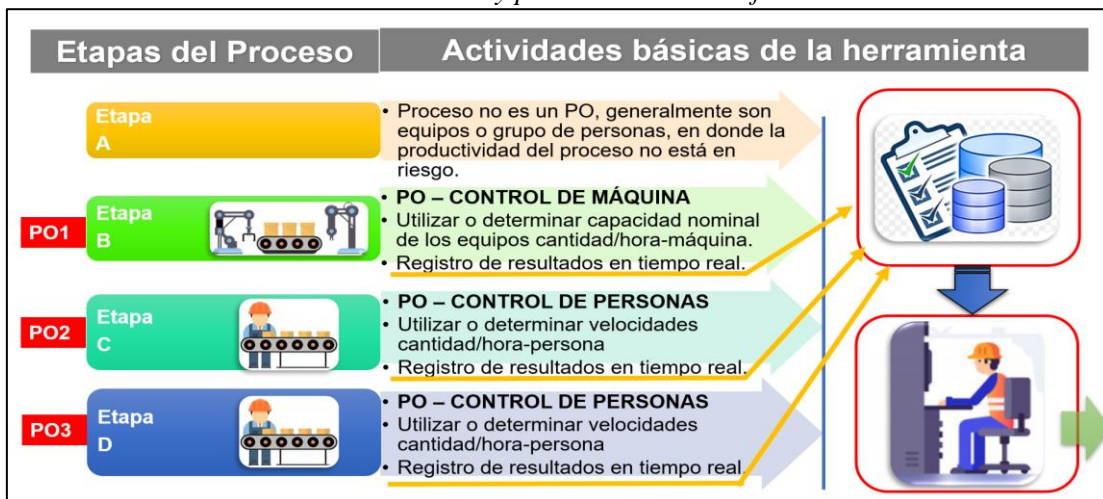 Etapas del Proceso
Actividades básicas de la herramienta
Etapa
A
• Proceso no es un PO, generalmente son
equipos o grupo de personas, en donde la
productividad del proceso no está en
riesgo.
PO1
Etapa
B
• PO – CONTROL DE MÁQUINA
• Utilizar o determinar capacidad nominal
de los equipos cantidad/hora-máquina.
• Registro de resultados en tiempo real.
PO2
Etapa
C
• PO – CONTROL DE PERSONAS
• Utilizar o determinar velocidades
cantidad/hora-persona
• Registro de resultados en tiempo real.
PO3
Etapa
D
• PO – CONTROL DE PERSONAS
• Utilizar o determinar velocidades
cantidad/hora-persona
• Registro de resultados en tiempo real.